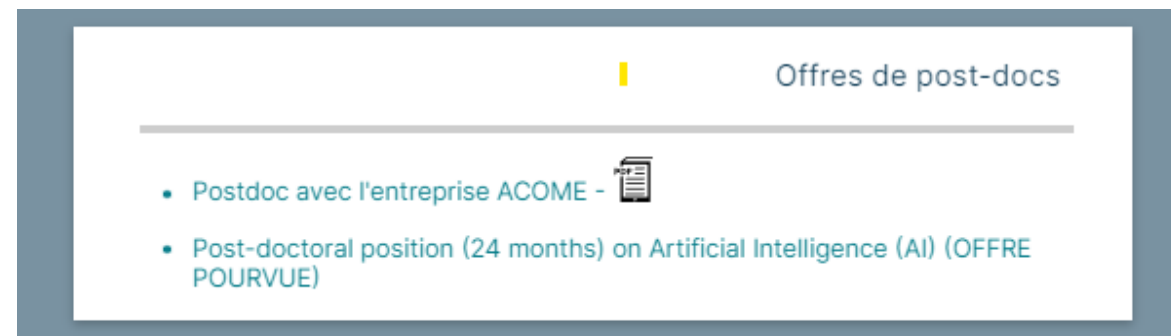 Offres de post-docs
Postdoc avec l'entreprise ACOME -
PDF
Post-doctoral position (24 months) on Artificial Intelligence (AI) (OFFRE
POURVUE)